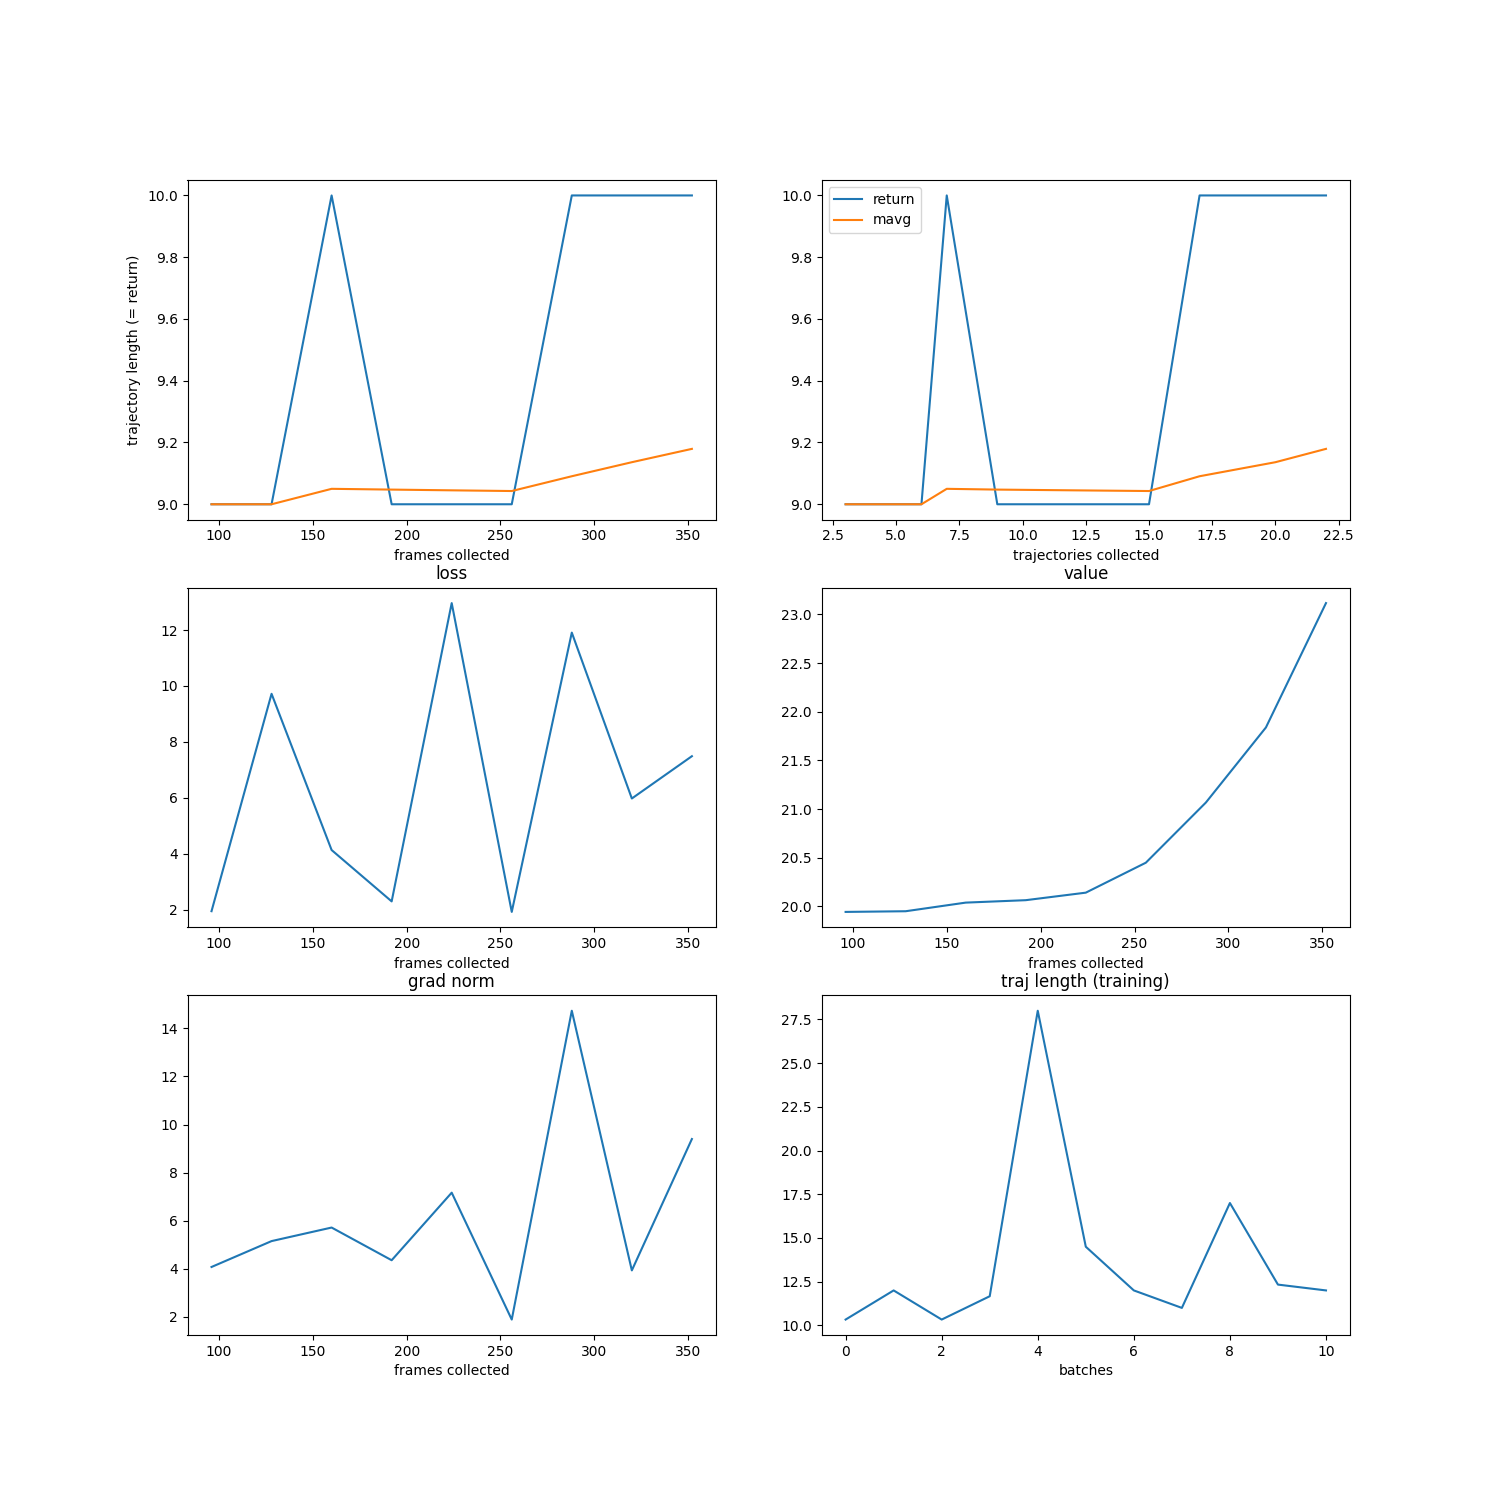 10.0
9.8
9.6
9.4
9.2
9.0
trajectory length (= return)
100 150 200 250 300 350
frames collected
return
mavg
10.0
9.8
9.6
9.4
9.2
9.0
2.5 5.0 7.5 10.0 12.5 15.0 17.5 20.0 22.5
trajectories collected
loss
12
10
8
6
4
2
100 150 200 250 300 350
frames collected
value
23.0
22.5
22.0
21.5
21.0
20.5
20.0
100 150 200 250 300 350
frames collected
grad norm
14
12
10
8
6
4
2
100 150 200 250 300 350
frames collected
traj length (training)
27.5
25.0
22.5
20.0
17.5
15.0
12.5
10.0
0 2 4 6 8 10
batches